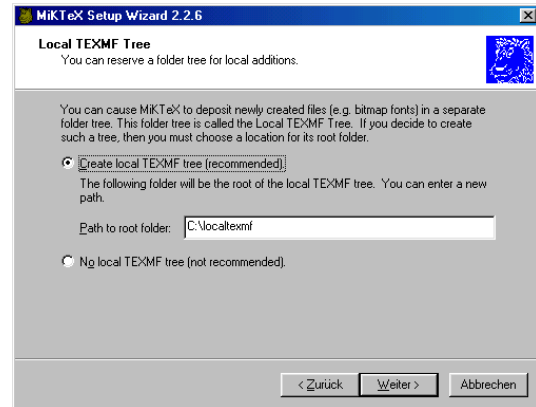 MiKTeX Setup Wizard 2.2.6
Local TEXMF Tree
You can reserve a folder tree for local additions.
You can cause MiKTeX to deposit newly created files (e.g. bitmap fonts) in a separate
folder tree. This folder tree is called the Local TEXMF Tree. If you decide to create
such a tree, then you must choose a location for its root folder.
Create local TEXMF tree (recommended).
The following folder will be the root of the local TEXMF tree. You can enter a new
path.
Path to root folder: C:\localtexmf
No local TEXMF tree (not recommended).
< Zurück Weiter > Abbrechen